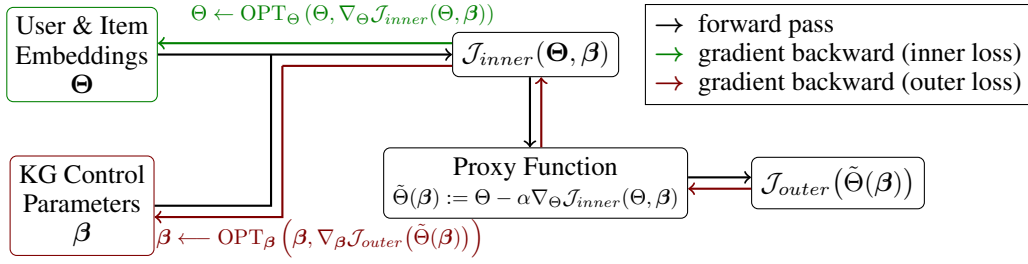 Θ ← OPT_Θ (Θ, ∇_Θ 𝒥_inner(Θ, β))
User & Item
Embeddings
Θ
𝒥_inner(Θ, β)
forward pass
gradient backward (inner loss)
gradient backward (outer loss)
KG Control
Parameters
β
Proxy Function
Θ̃(β) := Θ − α∇_Θ 𝒥_inner(Θ, β)
𝒥_outer(Θ̃(β))
β ⟵ OPT_β (β, ∇_β 𝒥_outer(Θ̃(β)))